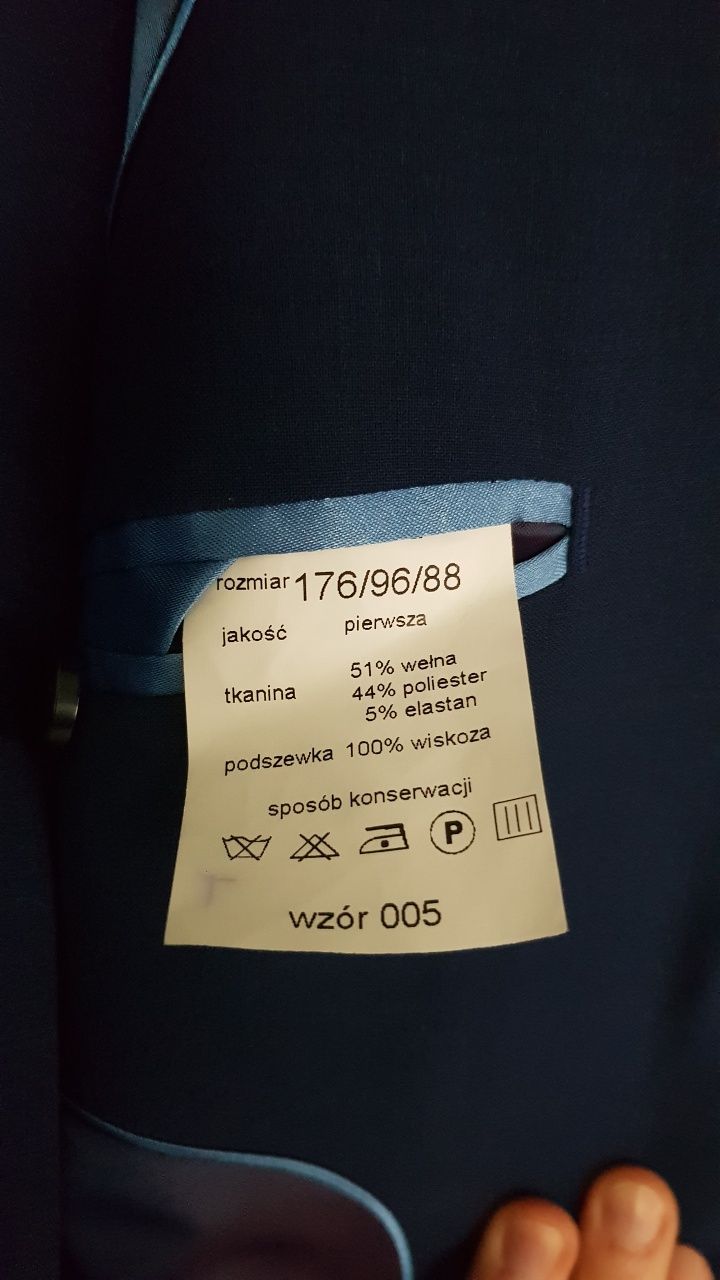 rozmiar 176/96/88
jakość pierwsza
51% wełna
tkanina 44% poliester
5% elastan
podszewka 100% wiskoza
sposób konserwacji
P
wzór 005